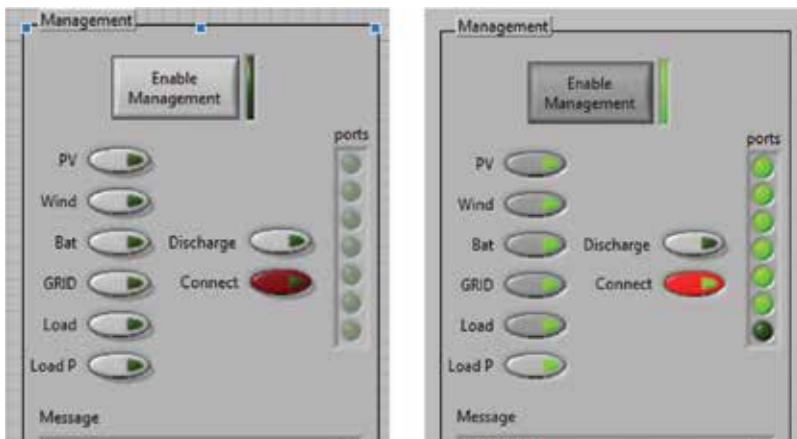 Management
Enable
Management
ports
PV
Wind
Bat
Discharge
GRID
Connect
Load
Load P
Message
Management
Enable
Management
ports
PV
Wind
Bat
Discharge
GRID
Connect
Load
Load P
Message